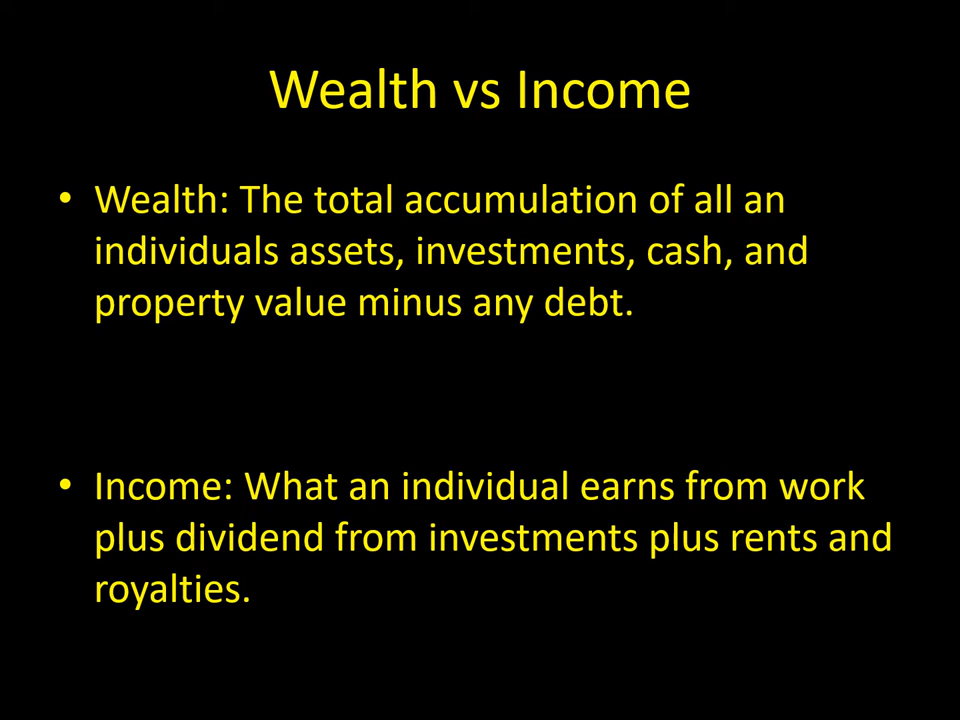 Wealth vs Income
• Wealth: The total accumulation of all an
individuals assets, investments, cash, and
property value minus any debt.
• Income: What an individual earns from work
plus dividend from investments plus rents and
royalties.